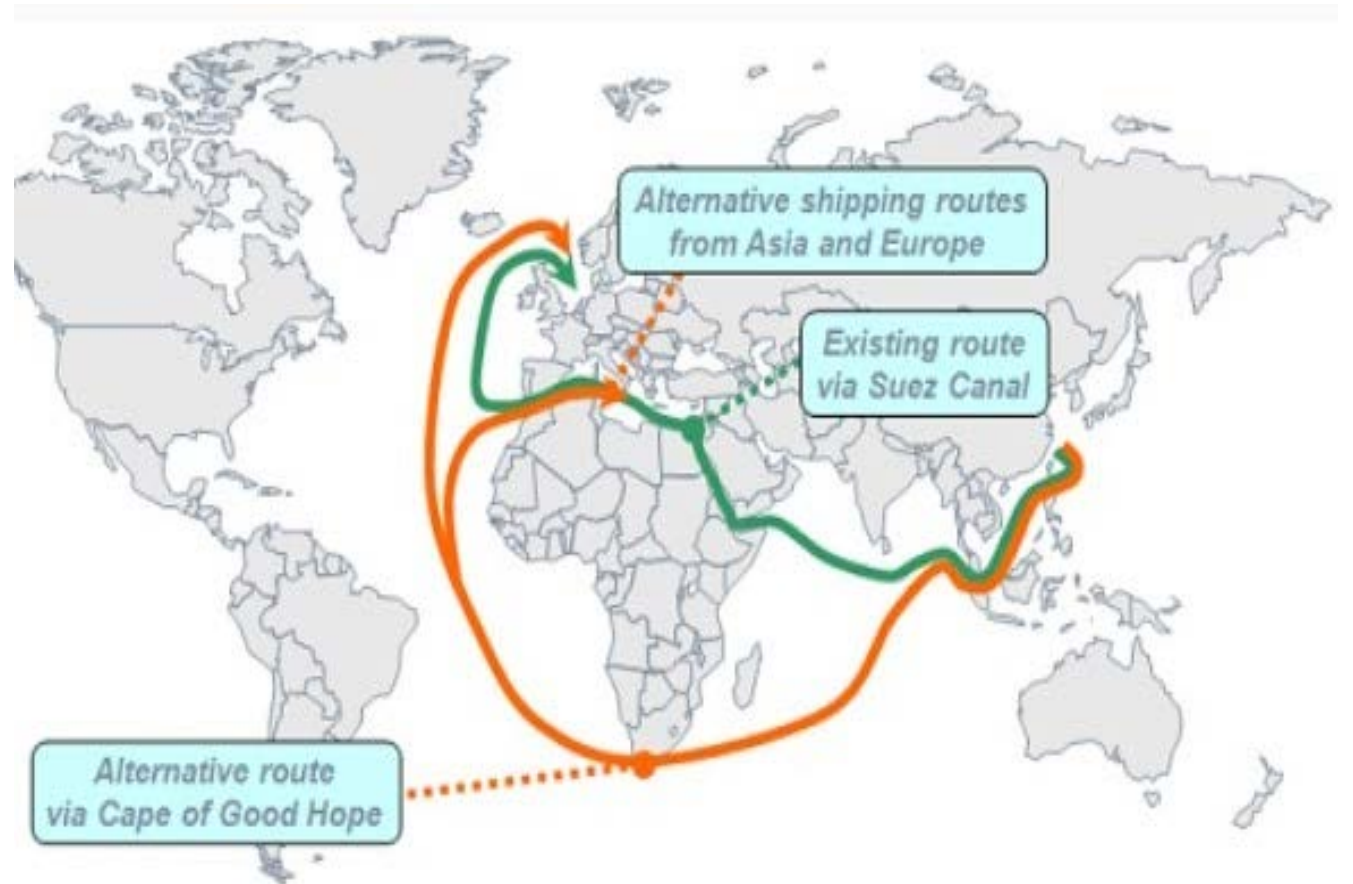 Alternative shipping routes
from Asia and Europe
Existing route
via Suez Canal
Alternative route
via Cape of Good Hope